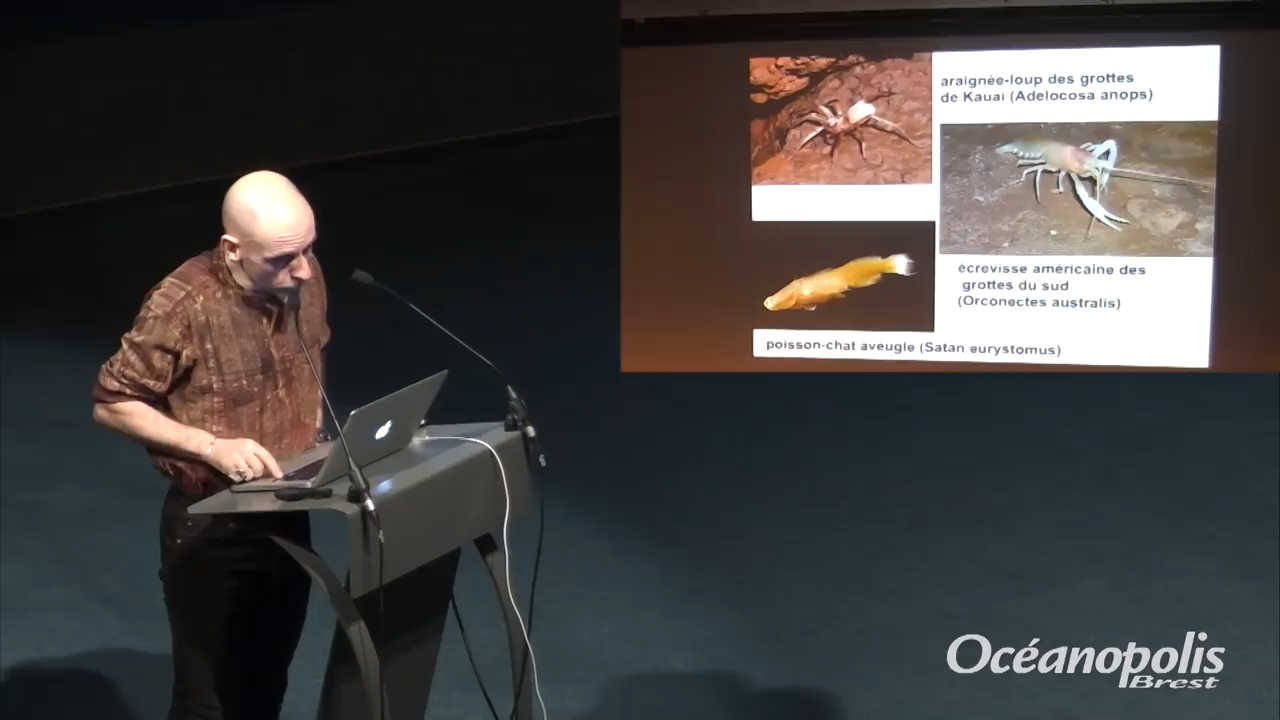 araignée-loup des grottes
de Kauai (Adelocosa anops)
écrevisse américaine des
grottes du sud
(Orconectes australis)
poisson-chat aveugle (Satan eurystomus)
Océanopolis
Brest